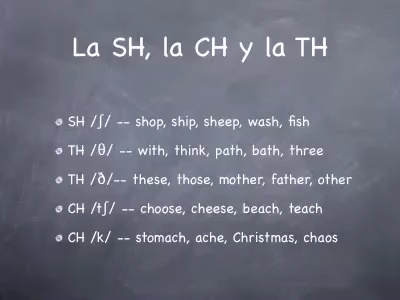 La SH, la CH y la TH
SH /ʃ/ -- shop, ship, sheep, wash, fish
TH /θ/ -- with, think, path, bath, three
TH /ð/-- these, those, mother, father, other
CH /tʃ/ -- choose, cheese, beach, teach
CH /k/ -- stomach, ache, Christmas, chaos